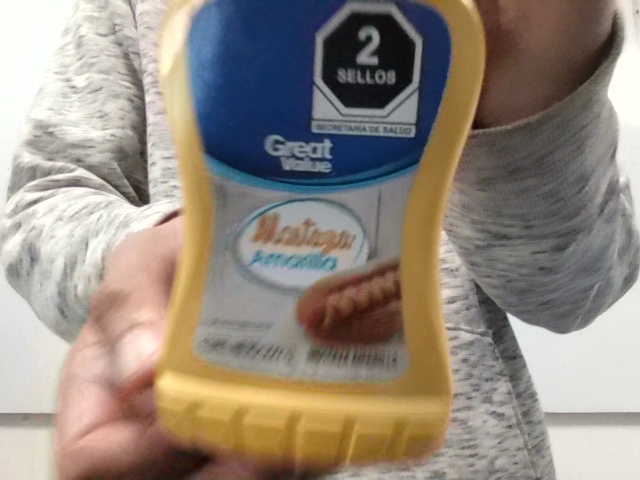 2
SELLOS
SECRETARÍA DE SALUD
Great
Value
Mostaza
Amarilla